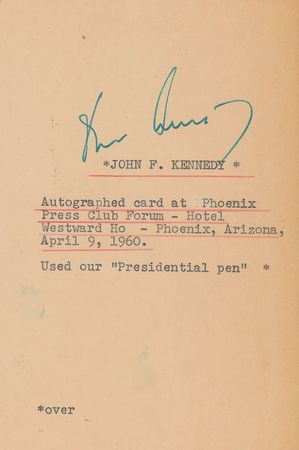 *JOHN F. KENNEDY *
Autographed card at Phoenix
Press Club Forum - Hotel
Westward Ho - Phoenix, Arizona,
April 9, 1960.
Used our "Presidential pen" *
*over